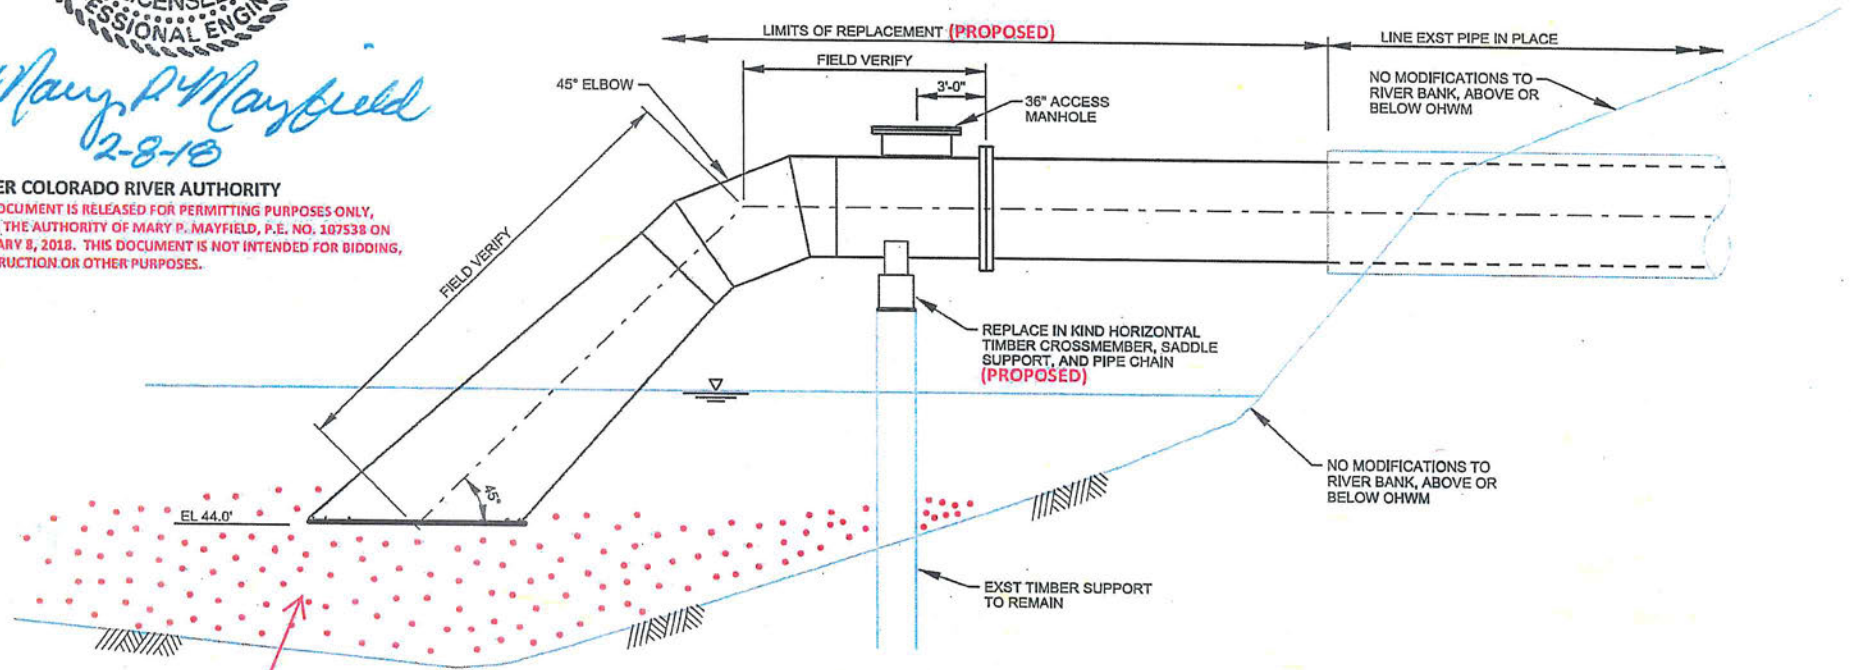 LICENSED
ESSIONAL ENGIN
Mary P. Mayfield
2-8-18
ER COLORADO RIVER AUTHORITY
OCUMENT IS RELEASED FOR PERMITTING PURPOSES ONLY,
THE AUTHORITY OF MARY P. MAYFIELD, P.E. NO. 107538 ON
ARY 8, 2018. THIS DOCUMENT IS NOT INTENDED FOR BIDDING,
RUCTION OR OTHER PURPOSES.
LIMITS OF REPLACEMENT (PROPOSED)
LINE EXST PIPE IN PLACE
FIELD VERIFY
45° ELBOW
3'-0"
36" ACCESS
MANHOLE
NO MODIFICATIONS TO
RIVER BANK, ABOVE OR
BELOW OHWM
FIELD VERIFY
REPLACE IN KIND HORIZONTAL
TIMBER CROSSMEMBER, SADDLE
SUPPORT, AND PIPE CHAIN
(PROPOSED)
NO MODIFICATIONS TO
RIVER BANK, ABOVE OR
BELOW OHWM
45°
EL 44.0'
EXST TIMBER SUPPORT
TO REMAIN